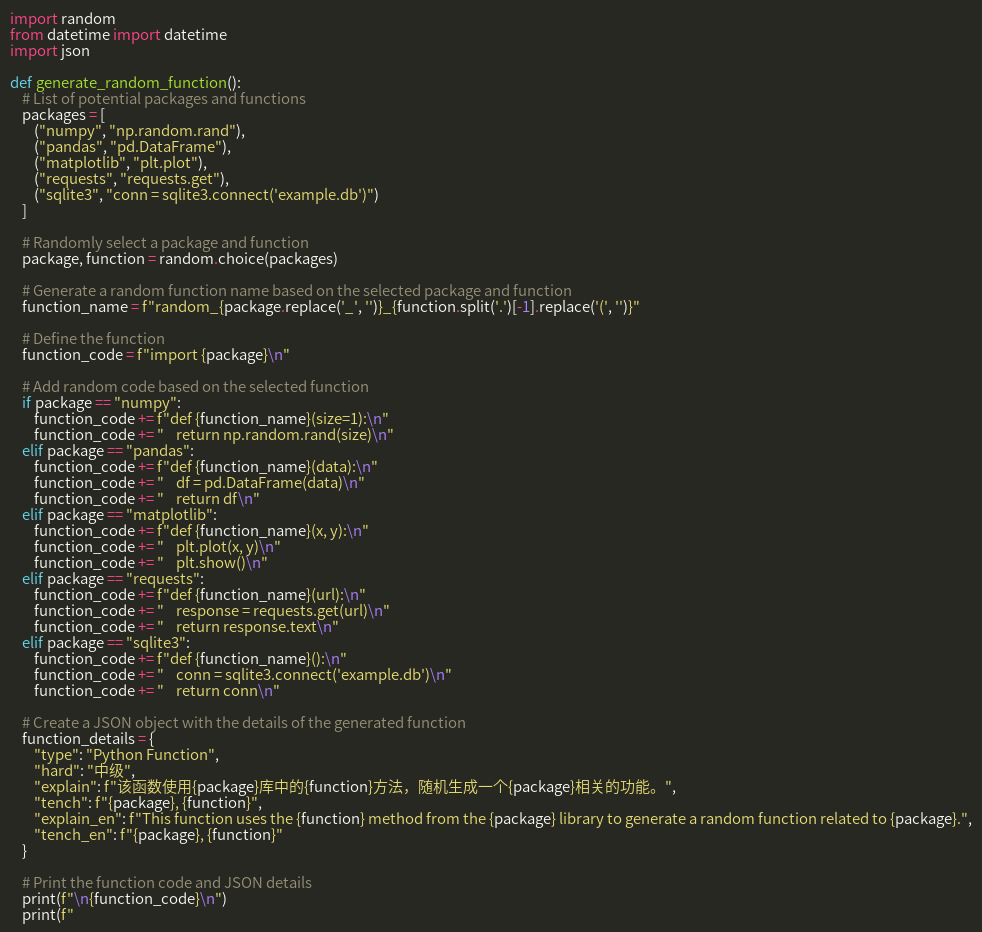 import random
from datetime import datetime
import json

def generate_random_function():
    # List of potential packages and functions
    packages = [
        ("numpy", "np.random.rand"),
        ("pandas", "pd.DataFrame"),
        ("matplotlib", "plt.plot"),
        ("requests", "requests.get"),
        ("sqlite3", "conn = sqlite3.connect('example.db')")
    ]

    # Randomly select a package and function
    package, function = random.choice(packages)

    # Generate a random function name based on the selected package and function
    function_name = f"random_{package.replace('_', '')}_{function.split('.')[-1].replace('(', '')}"

    # Define the function
    function_code = f"import {package}\n"

    # Add random code based on the selected function
    if package == "numpy":
        function_code += f"def {function_name}(size=1):\n"
        function_code += "    return np.random.rand(size)\n"
    elif package == "pandas":
        function_code += f"def {function_name}(data):\n"
        function_code += "    df = pd.DataFrame(data)\n"
        function_code += "    return df\n"
    elif package == "matplotlib":
        function_code += f"def {function_name}(x, y):\n"
        function_code += "    plt.plot(x, y)\n"
        function_code += "    plt.show()\n"
    elif package == "requests":
        function_code += f"def {function_name}(url):\n"
        function_code += "    response = requests.get(url)\n"
        function_code += "    return response.text\n"
    elif package == "sqlite3":
        function_code += f"def {function_name}():\n"
        function_code += "    conn = sqlite3.connect('example.db')\n"
        function_code += "    return conn\n"

    # Create a JSON object with the details of the generated function
    function_details = {
        "type": "Python Function",
        "hard": "中级",
        "explain": f"该函数使用{package}库中的{function}方法，随机生成一个{package}相关的功能。",
        "tench": f"{package}, {function}",
        "explain_en": f"This function uses the {function} method from the {package} library to generate a random function related to {package}.",
        "tench_en": f"{package}, {function}"
    }

    # Print the function code and JSON details
    print(f"\n{function_code}\n")
    print(f"